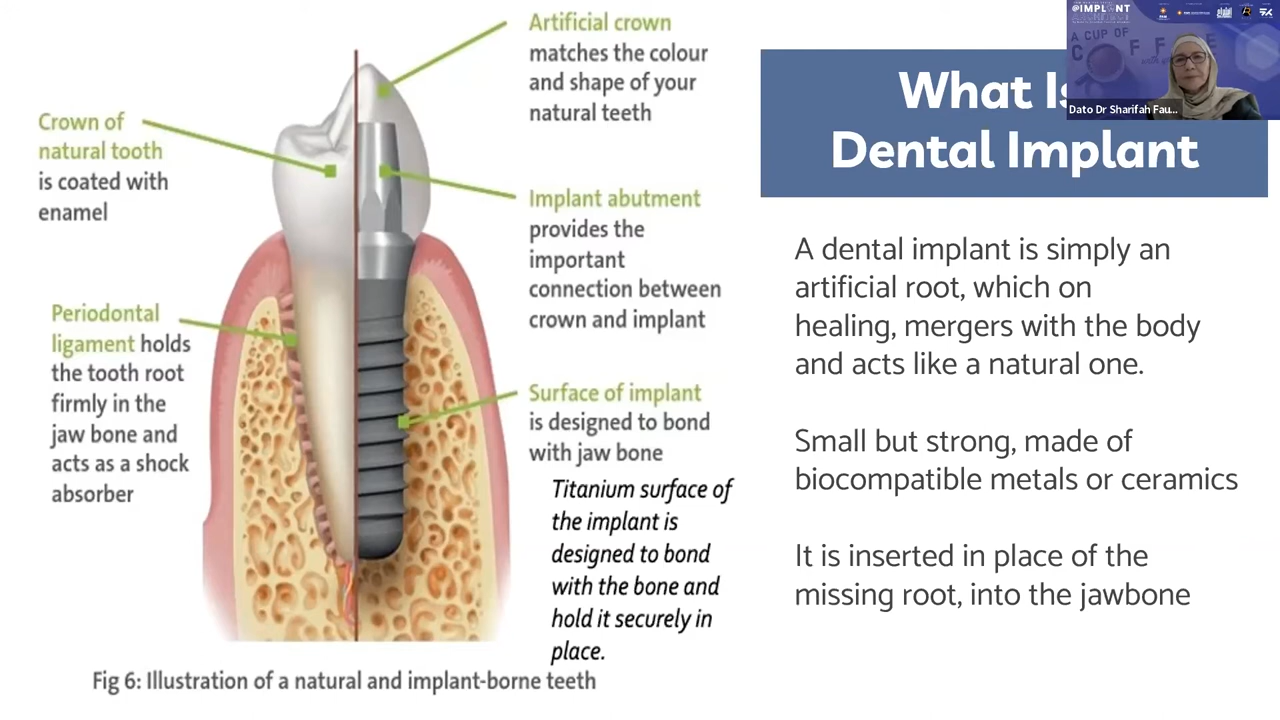 Artificial crown
matches the colour
and shape of your
natural teeth
Crown of
natural tooth
is coated with
enamel
Implant abutment
provides the
important
connection between
crown and implant
Periodontal
ligament holds
the tooth root
firmly in the
jaw bone and
acts as a shock
absorber
Surface of implant
is designed to bond
with jaw bone
Titanium surface of
the implant is
designed to bond
with the bone and
hold it securely in
place.
Fig 6: Illustration of a natural and implant-borne teeth
What Is
Dental Implant
A dental implant is simply an
artificial root, which on
healing, mergers with the body
and acts like a natural one.
Small but strong, made of
biocompatible metals or ceramics
It is inserted in place of the
missing root, into the jawbone
@IMPLANT
A CUP OF
Dato Dr Sharifah Fau...